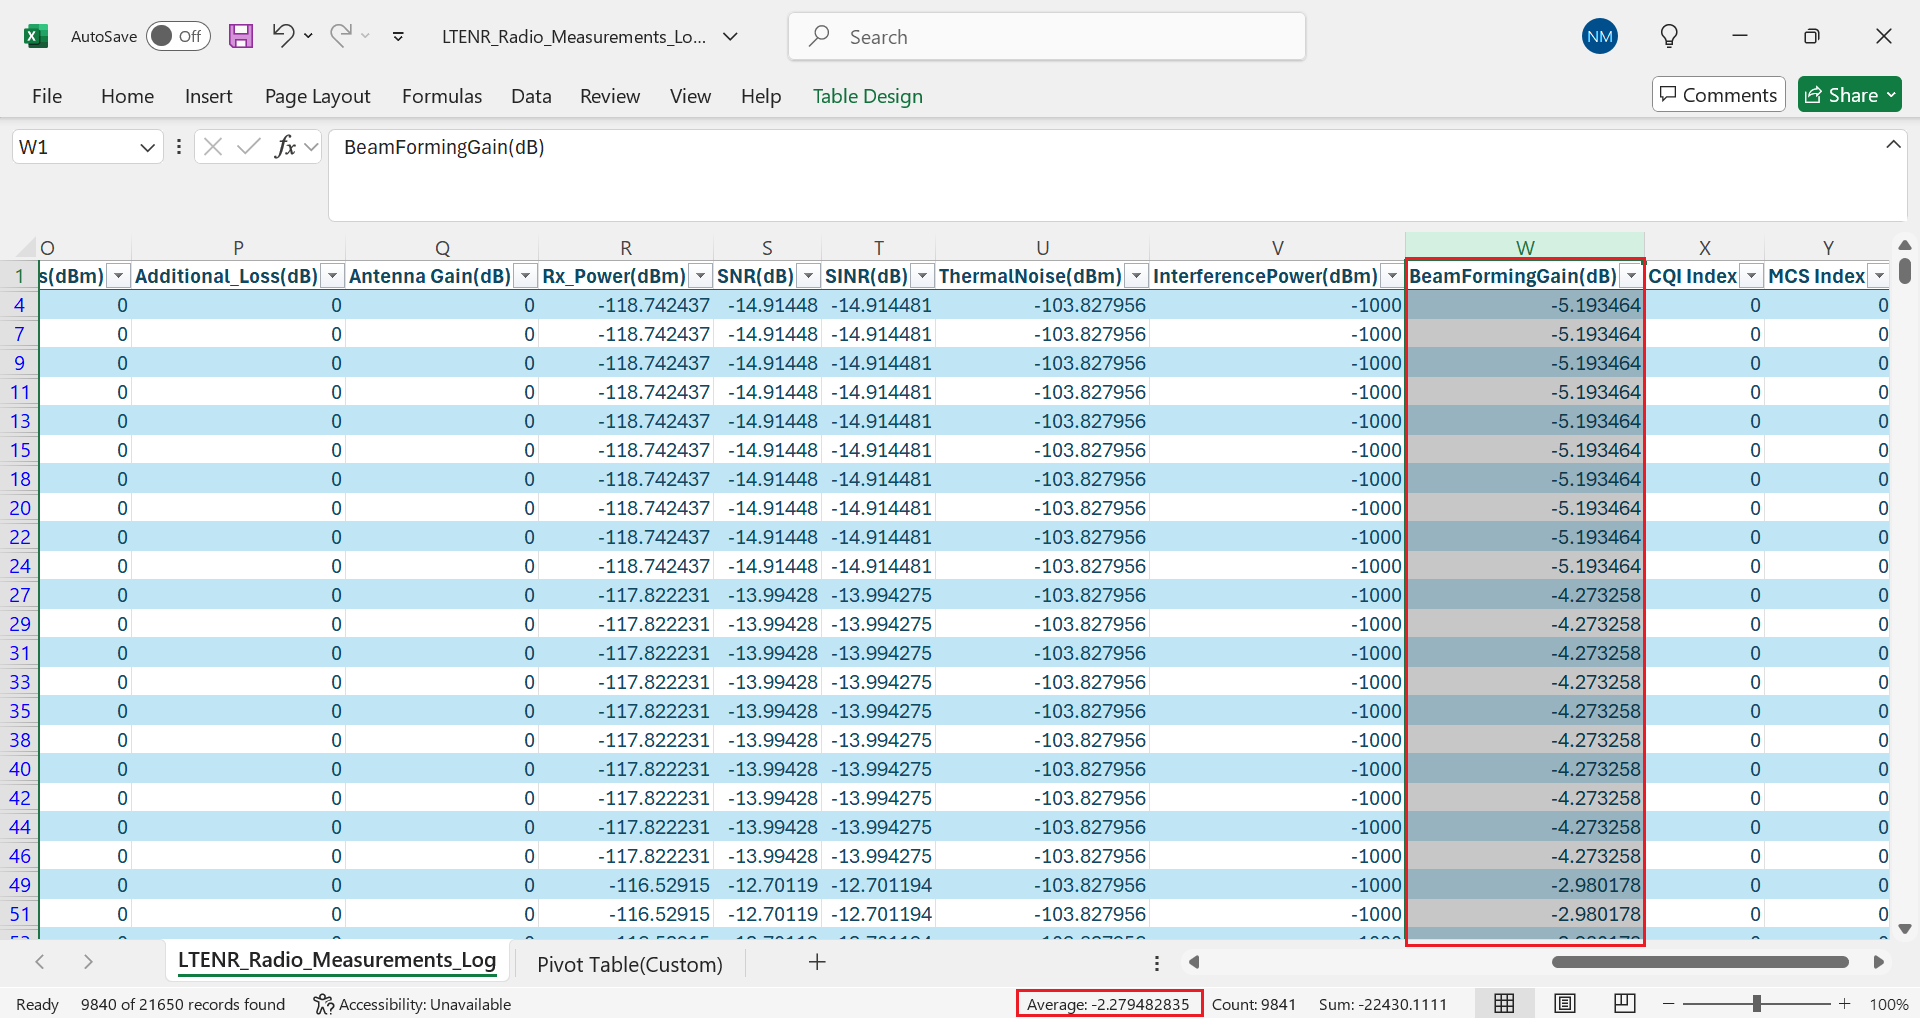 AutoSave Off LTENR_Radio_Measurements_Lo... Search NM
File Home Insert Page Layout Formulas Data Review View Help Table Design Comments Share
W1 fx BeamFormingGain(dB)
O P Q R S T U V W X Y
1 s(dBm) Additional_Loss(dB) Antenna Gain(dB) Rx_Power(dBm) SNR(dB) SINR(dB) ThermalNoise(dBm) InterferencePower(dBm) BeamFormingGain(dB) CQI Index MCS Index
4 0 0 0 -118.742437 -14.91448 -14.914481 -103.827956 -1000 -5.193464 0 0
7 0 0 0 -118.742437 -14.91448 -14.914481 -103.827956 -1000 -5.193464 0 0
9 0 0 0 -118.742437 -14.91448 -14.914481 -103.827956 -1000 -5.193464 0 0
11 0 0 0 -118.742437 -14.91448 -14.914481 -103.827956 -1000 -5.193464 0 0
13 0 0 0 -118.742437 -14.91448 -14.914481 -103.827956 -1000 -5.193464 0 0
15 0 0 0 -118.742437 -14.91448 -14.914481 -103.827956 -1000 -5.193464 0 0
18 0 0 0 -118.742437 -14.91448 -14.914481 -103.827956 -1000 -5.193464 0 0
20 0 0 0 -118.742437 -14.91448 -14.914481 -103.827956 -1000 -5.193464 0 0
22 0 0 0 -118.742437 -14.91448 -14.914481 -103.827956 -1000 -5.193464 0 0
24 0 0 0 -118.742437 -14.91448 -14.914481 -103.827956 -1000 -5.193464 0 0
27 0 0 0 -117.822231 -13.99428 -13.994275 -103.827956 -1000 -4.273258 0 0
29 0 0 0 -117.822231 -13.99428 -13.994275 -103.827956 -1000 -4.273258 0 0
31 0 0 0 -117.822231 -13.99428 -13.994275 -103.827956 -1000 -4.273258 0 0
33 0 0 0 -117.822231 -13.99428 -13.994275 -103.827956 -1000 -4.273258 0 0
35 0 0 0 -117.822231 -13.99428 -13.994275 -103.827956 -1000 -4.273258 0 0
38 0 0 0 -117.822231 -13.99428 -13.994275 -103.827956 -1000 -4.273258 0 0
40 0 0 0 -117.822231 -13.99428 -13.994275 -103.827956 -1000 -4.273258 0 0
42 0 0 0 -117.822231 -13.99428 -13.994275 -103.827956 -1000 -4.273258 0 0
44 0 0 0 -117.822231 -13.99428 -13.994275 -103.827956 -1000 -4.273258 0 0
46 0 0 0 -117.822231 -13.99428 -13.994275 -103.827956 -1000 -4.273258 0 0
49 0 0 0 -116.52915 -12.70119 -12.701194 -103.827956 -1000 -2.980178 0 0
51 0 0 0 -116.52915 -12.70119 -12.701194 -103.827956 -1000 -2.980178 0 0
LTENR_Radio_Measurements_Log Pivot Table(Custom)
Ready 9840 of 21650 records found Accessibility: Unavailable Average: -2.279482835 Count: 9841 Sum: -22430.1111 100%